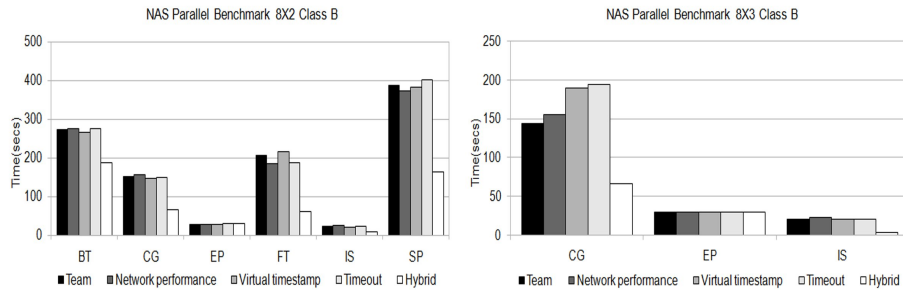 NAS Parallel Benchmark 8X2 Class B
500
400
300
200
100
0
Time(secs)
BT CG EP FT IS SP
Team Network performance Virtual timestamp Timeout Hybrid
NAS Parallel Benchmark 8X3 Class B
250
200
150
100
50
0
Time(secs)
CG EP IS
Team Network performance Virtual timestamp Timeout Hybrid